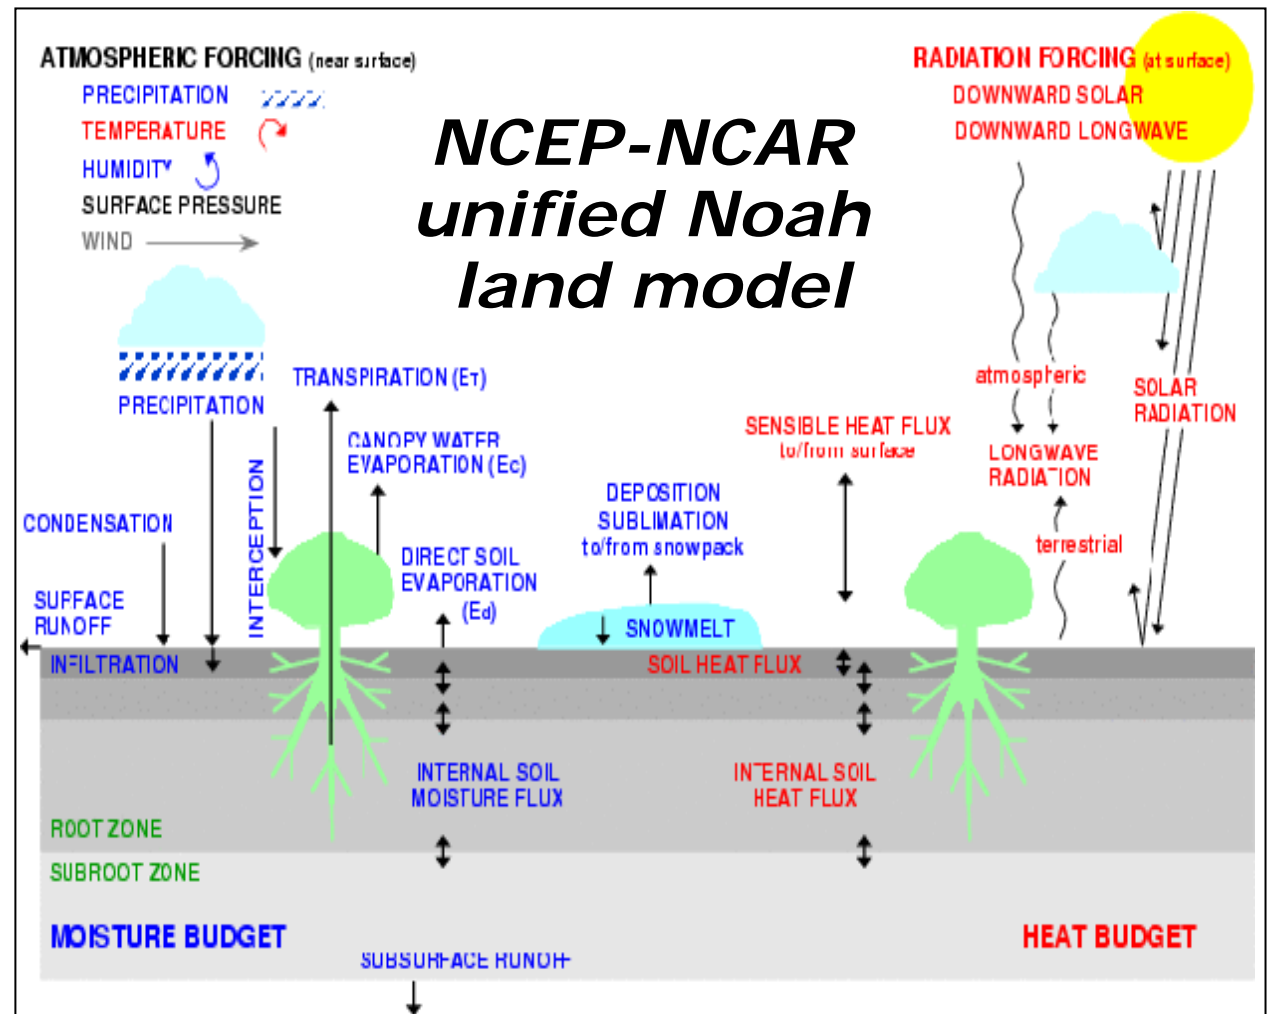 ATMOSPHERIC FORCING (near surface)
PRECIPITATION
TEMPERATURE
HUMIDITY
SURFACE PRESSURE
WIND
NCEP-NCAR
unified Noah
land model
RADIATION FORCING (at surface)
DOWNWARD SOLAR
DOWNWARD LONGWAVE
PRECIPITATION
TRANSPIRATION (ET)
CANOPY WATER
EVAPORATION (Ec)
INTERCEPTION
CONDENSATION
DIRECT SOIL
EVAPORATION
(Ed)
SURFACE
RUNOFF
INFILTRATION
DEPOSITION
SUBLIMATION
to/from snowpack
SNOWMELT
SENSIBLE HEAT FLUX
to/from surface
atmospheric
LONGWAVE
RADIATION
terrestrial
SOLAR
RADIATION
SOIL HEAT FLUX
INTERNAL SOIL
MOISTURE FLUX
INTERNAL SOIL
HEAT FLUX
ROOT ZONE
SUBROOT ZONE
MOISTURE BUDGET
HEAT BUDGET
SUBSURFACE RUNOFF